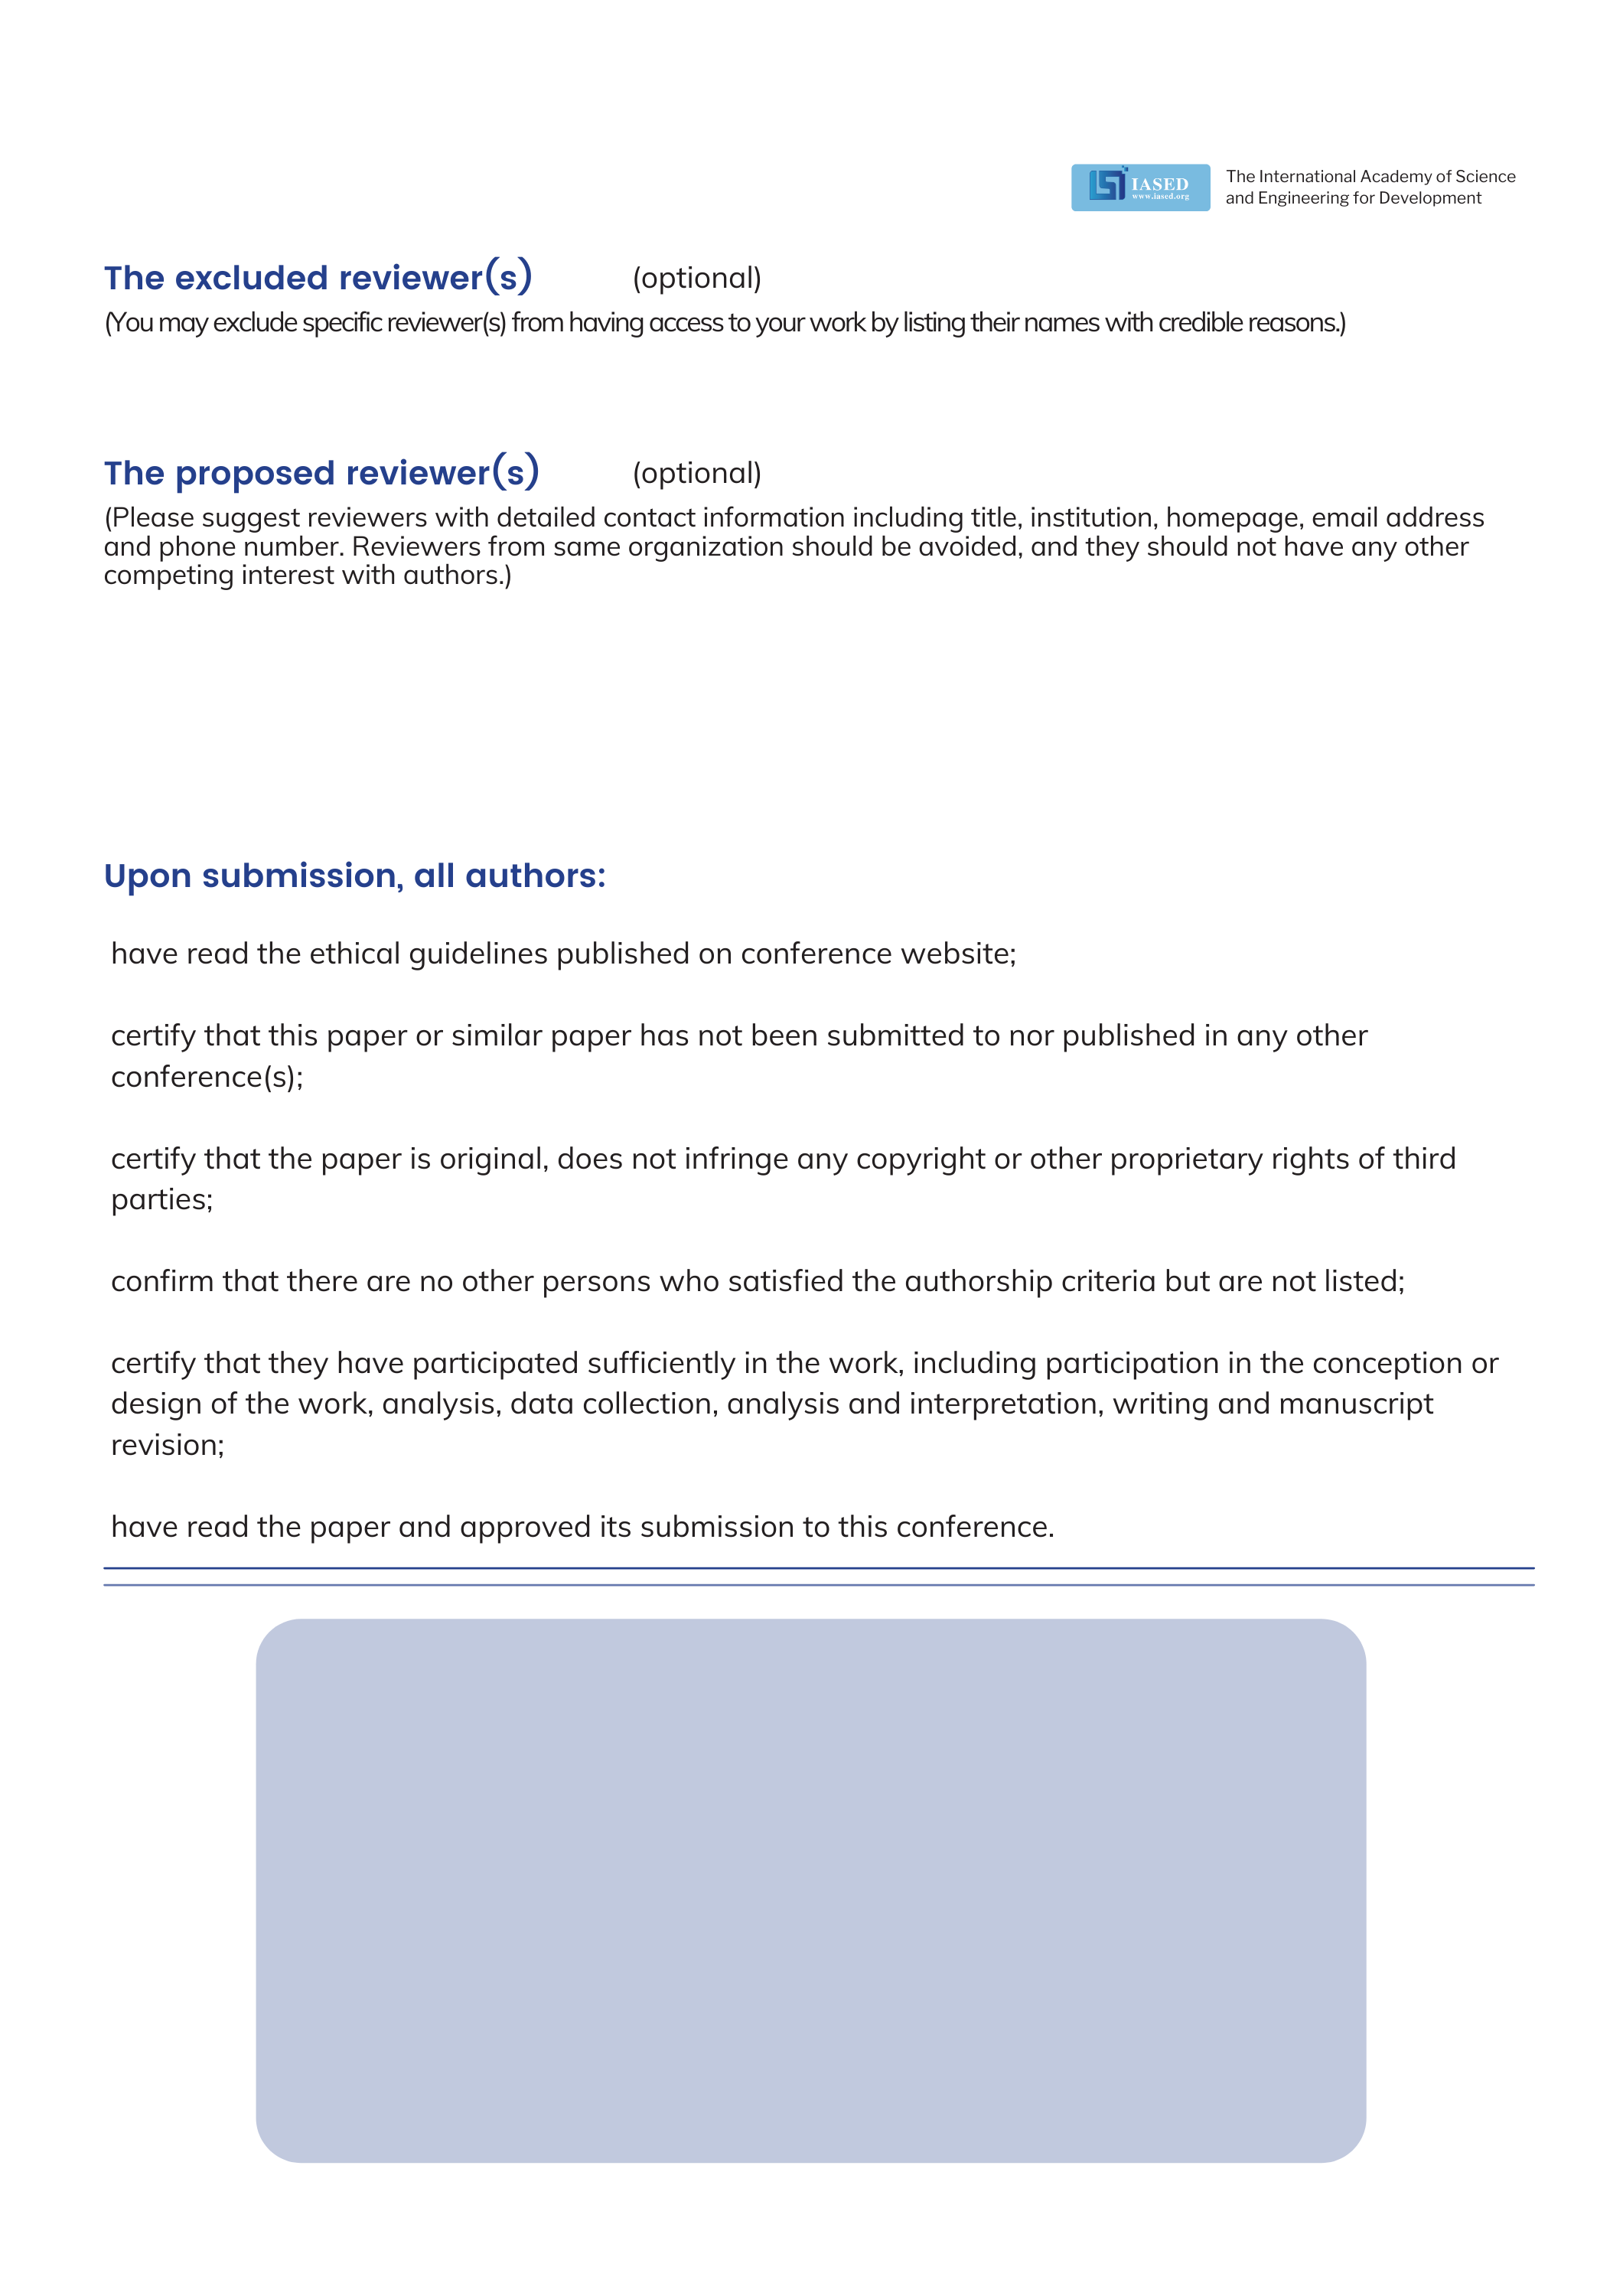 IASED
www.iased.org
The International Academy of Science
and Engineering for Development
The excluded reviewer(s) (optional)
(You may exclude specific reviewer(s) from having access to your work by listing their names with credible reasons.)
The proposed reviewer(s) (optional)
(Please suggest reviewers with detailed contact information including title, institution, homepage, email address
and phone number. Reviewers from same organization should be avoided, and they should not have any other
competing interest with authors.)
Upon submission, all authors:
have read the ethical guidelines published on conference website;
certify that this paper or similar paper has not been submitted to nor published in any other
conference(s);
certify that the paper is original, does not infringe any copyright or other proprietary rights of third
parties;
confirm that there are no other persons who satisfied the authorship criteria but are not listed;
certify that they have participated sufficiently in the work, including participation in the conception or
design of the work, analysis, data collection, analysis and interpretation, writing and manuscript
revision;
have read the paper and approved its submission to this conference.